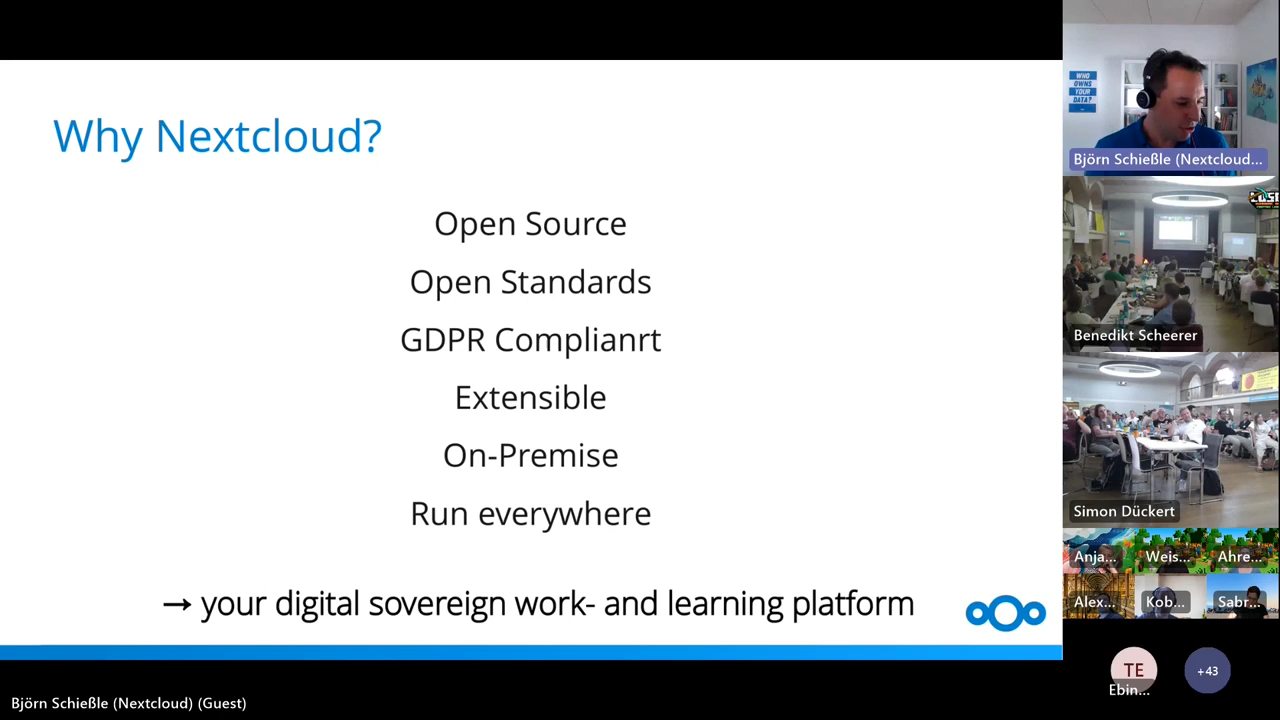 Why Nextcloud?
Open Source
Open Standards
GDPR Complianrt
Extensible
On-Premise
Run everywhere
→ your digital sovereign work- and learning platform
WHO
OWNS
YOUR
DATA?
Björn Schießle (Nextcloud...
Benedikt Scheerer
Simon Dückert
Anja...
Weis...
Ahre...
Alex...
Kob...
Sabr...
TE
Ebin...
+43
Björn Schießle (Nextcloud) (Guest)